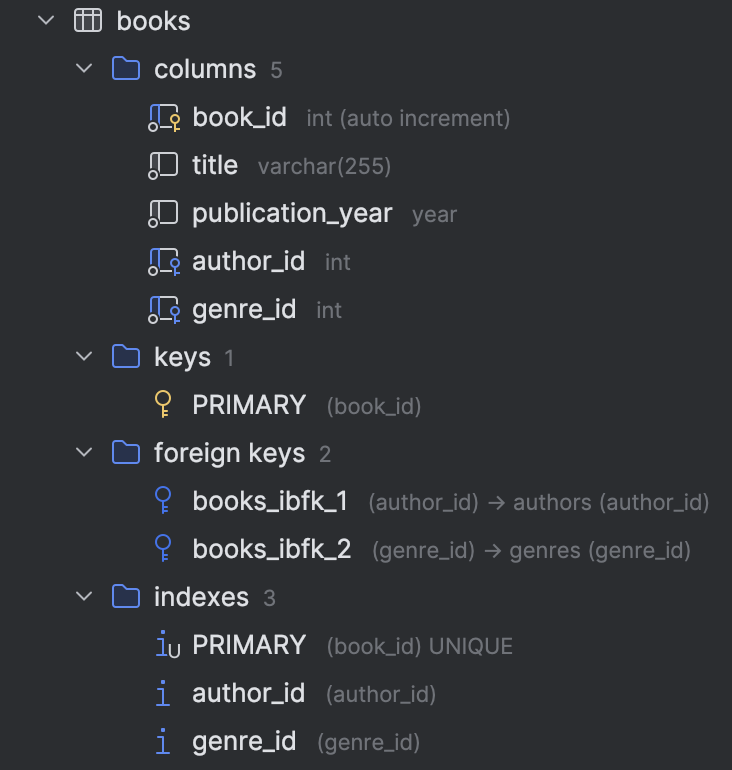 books
columns 5
book_id int (auto increment)
title varchar(255)
publication_year year
author_id int
genre_id int
keys 1
PRIMARY (book_id)
foreign keys 2
books_ibfk_1 (author_id) → authors (author_id)
books_ibfk_2 (genre_id) → genres (genre_id)
indexes 3
PRIMARY (book_id) UNIQUE
author_id (author_id)
genre_id (genre_id)